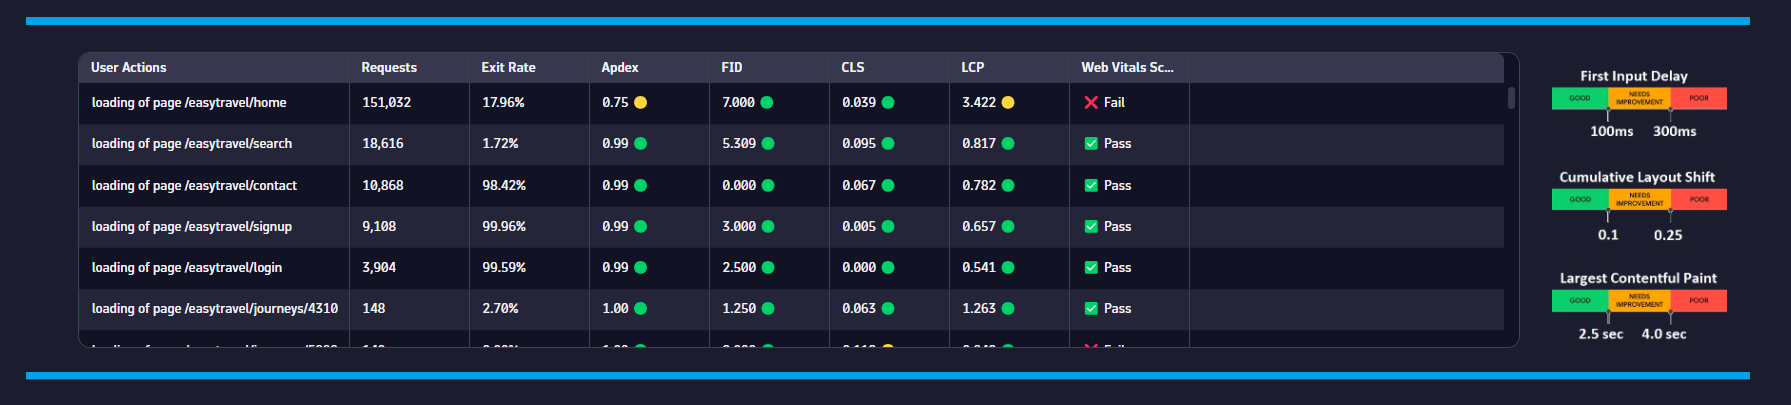 User Actions Requests Exit Rate Apdex FID CLS LCP Web Vitals Sc...
loading of page /easytravel/home 151,032 17.96% 0.75 7.000 0.039 3.422 Fail
loading of page /easytravel/search 18,616 1.72% 0.99 5.309 0.095 0.817 Pass
loading of page /easytravel/contact 10,868 98.42% 0.99 0.000 0.067 0.782 Pass
loading of page /easytravel/signup 9,108 99.96% 0.99 3.000 0.005 0.657 Pass
loading of page /easytravel/login 3,904 99.59% 0.99 2.500 0.000 0.541 Pass
loading of page /easytravel/journeys/4310 148 2.70% 1.00 1.250 0.063 1.263 Pass
First Input Delay
GOOD NEEDS IMPROVEMENT POOR
100ms 300ms
Cumulative Layout Shift
GOOD NEEDS IMPROVEMENT POOR
0.1 0.25
Largest Contentful Paint
GOOD NEEDS IMPROVEMENT POOR
2.5 sec 4.0 sec